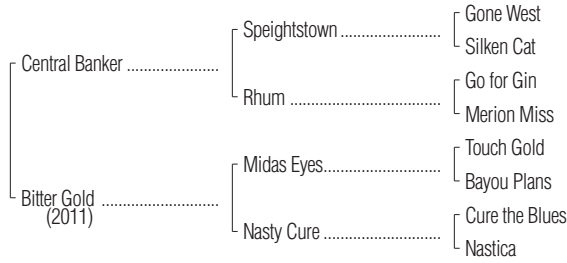 Gone West
Speightstown ........................
Silken Cat
Central Banker ......................
Go for Gin
Rhum ....................................
Merion Miss
Touch Gold
Midas Eyes............................
Bayou Plans
Bitter Gold ............................
(2011)
Cure the Blues
Nasty Cure ............................
Nastica